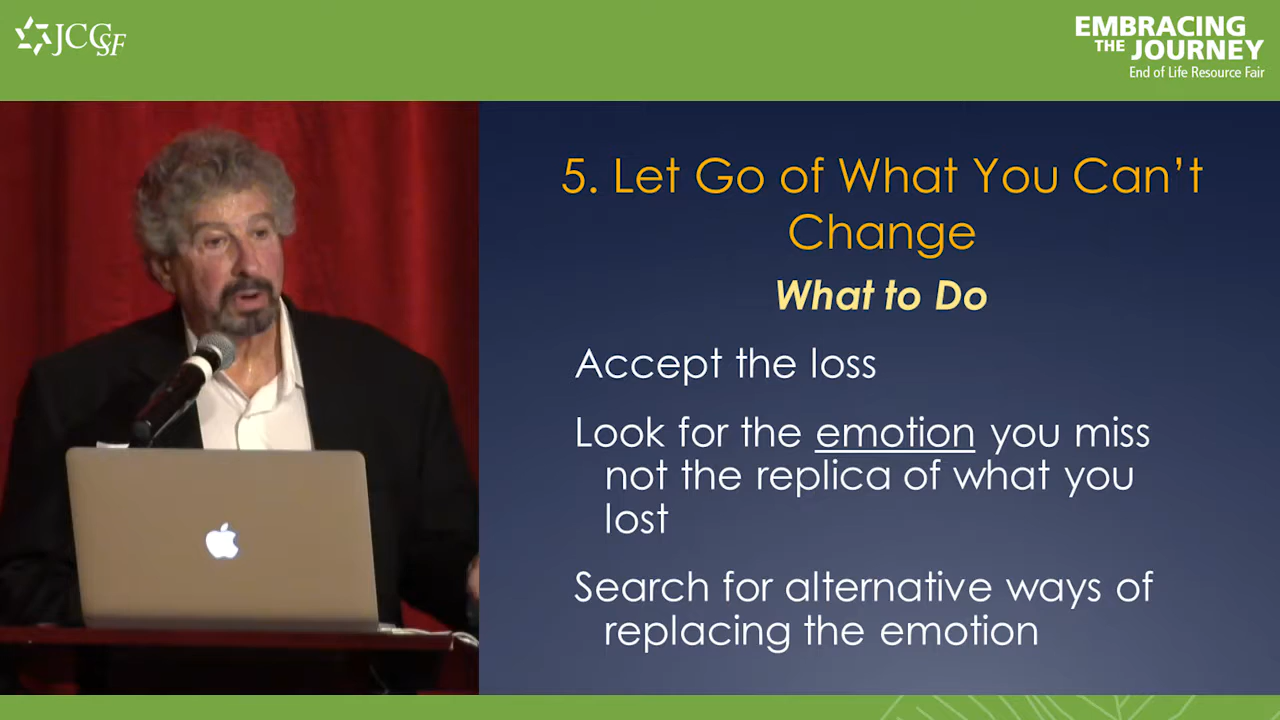 JCCSF
EMBRACING
THE JOURNEY
End of Life Resource Fair
5. Let Go of What You Can't
Change
What to Do
Accept the loss
Look for the emotion you miss
not the replica of what you
lost
Search for alternative ways of
replacing the emotion